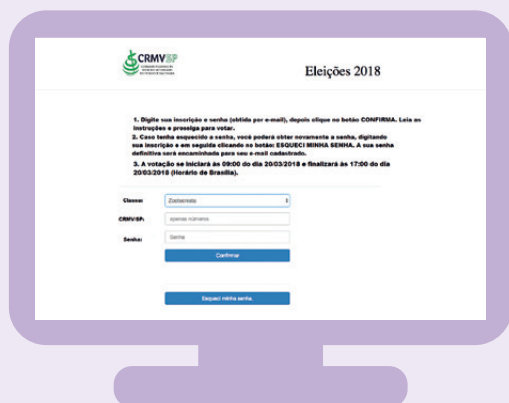 CRMV-SP
Eleições 2018
1. Digite sua inscrição e senha (obtida por e-mail), depois clique no botão CONFIRMA. Leia as
instruções e prossiga para votar.
2. Caso tenha esquecido a senha, você poderá obter novamente a senha, digitando
sua inscrição e em seguida clicando no botão: ESQUECI MINHA SENHA. A sua senha
definitiva será encaminhada para seu e-mail cadastrado.
3. A votação se iniciará às 09:00 do dia 20/03/2018 e finalizará às 17:00 do dia
20/03/2018 (Horário de Brasília).
Classe: Zootecnista
CRMV/SP: apenas números
Senha: Senha
Confirmar
Esqueci minha senha.